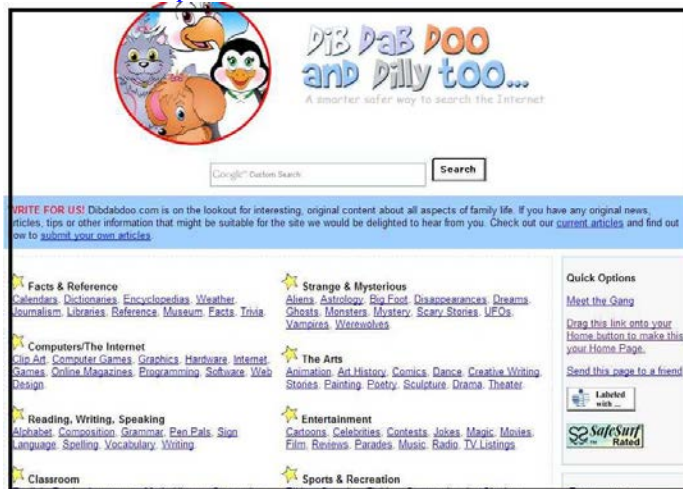 DiB DaB DOO
and Dilly too...
A smarter safer way to search the Internet
Google™ Custom Search
Search
WRITE FOR US! Dibdabdoo.com is on the lookout for interesting, original content about all aspects of family life. If you have any original news,
articles, tips or other information that might be suitable for the site we would be delighted to hear from you. Check out our current articles and find out
how to submit your own articles.
Facts & Reference
Calendars, Dictionaries, Encyclopedias, Weather,
Journalism, Libraries, Reference, Museum, Facts, Trivia.
Computers/The Internet
Clip Art, Computer Games, Graphics, Hardware, Internet,
Games, Online Magazines, Programming, Software, Web
Design.
Reading, Writing, Speaking
Alphabet, Composition, Grammar, Pen Pals, Sign
Language, Spelling, Vocabulary, Writing.
Classroom
Strange & Mysterious
Aliens, Astrology, Big Foot, Disappearances, Dreams,
Ghosts, Monsters, Mystery, Scary Stories, UFOs,
Vampires, Werewolves.
The Arts
Animation, Art History, Comics, Dance, Creative Writing,
Stories, Painting, Poetry, Sculpture, Drama, Theater.
Entertainment
Cartoons, Celebrities, Contests, Jokes, Magic, Movies,
Film, Reviews, Parades, Music, Radio, TV Listings
Sports & Recreation
Quick Options
Meet the Gang
Drag this link onto your
Home button to make this
your Home Page.
Send this page to a friend
Labeled
with ...
SafeSurf
Rated